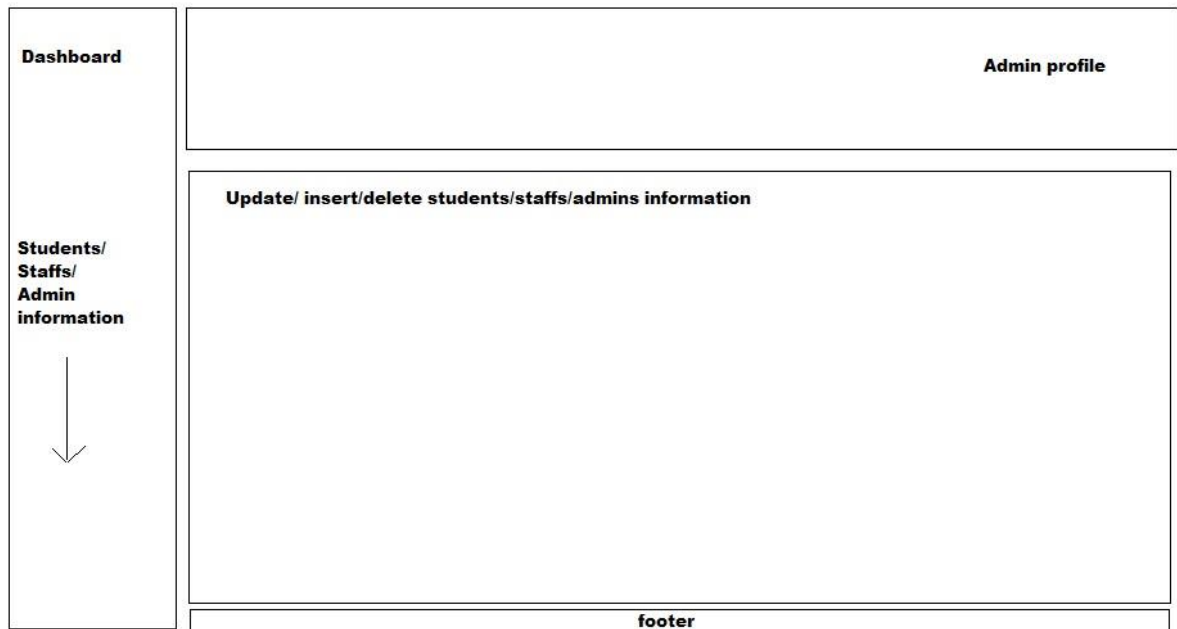 Dashboard
Admin profile
Update/ insert/delete students/staffs/admins information
Students/
Staffs/
Admin
information
footer